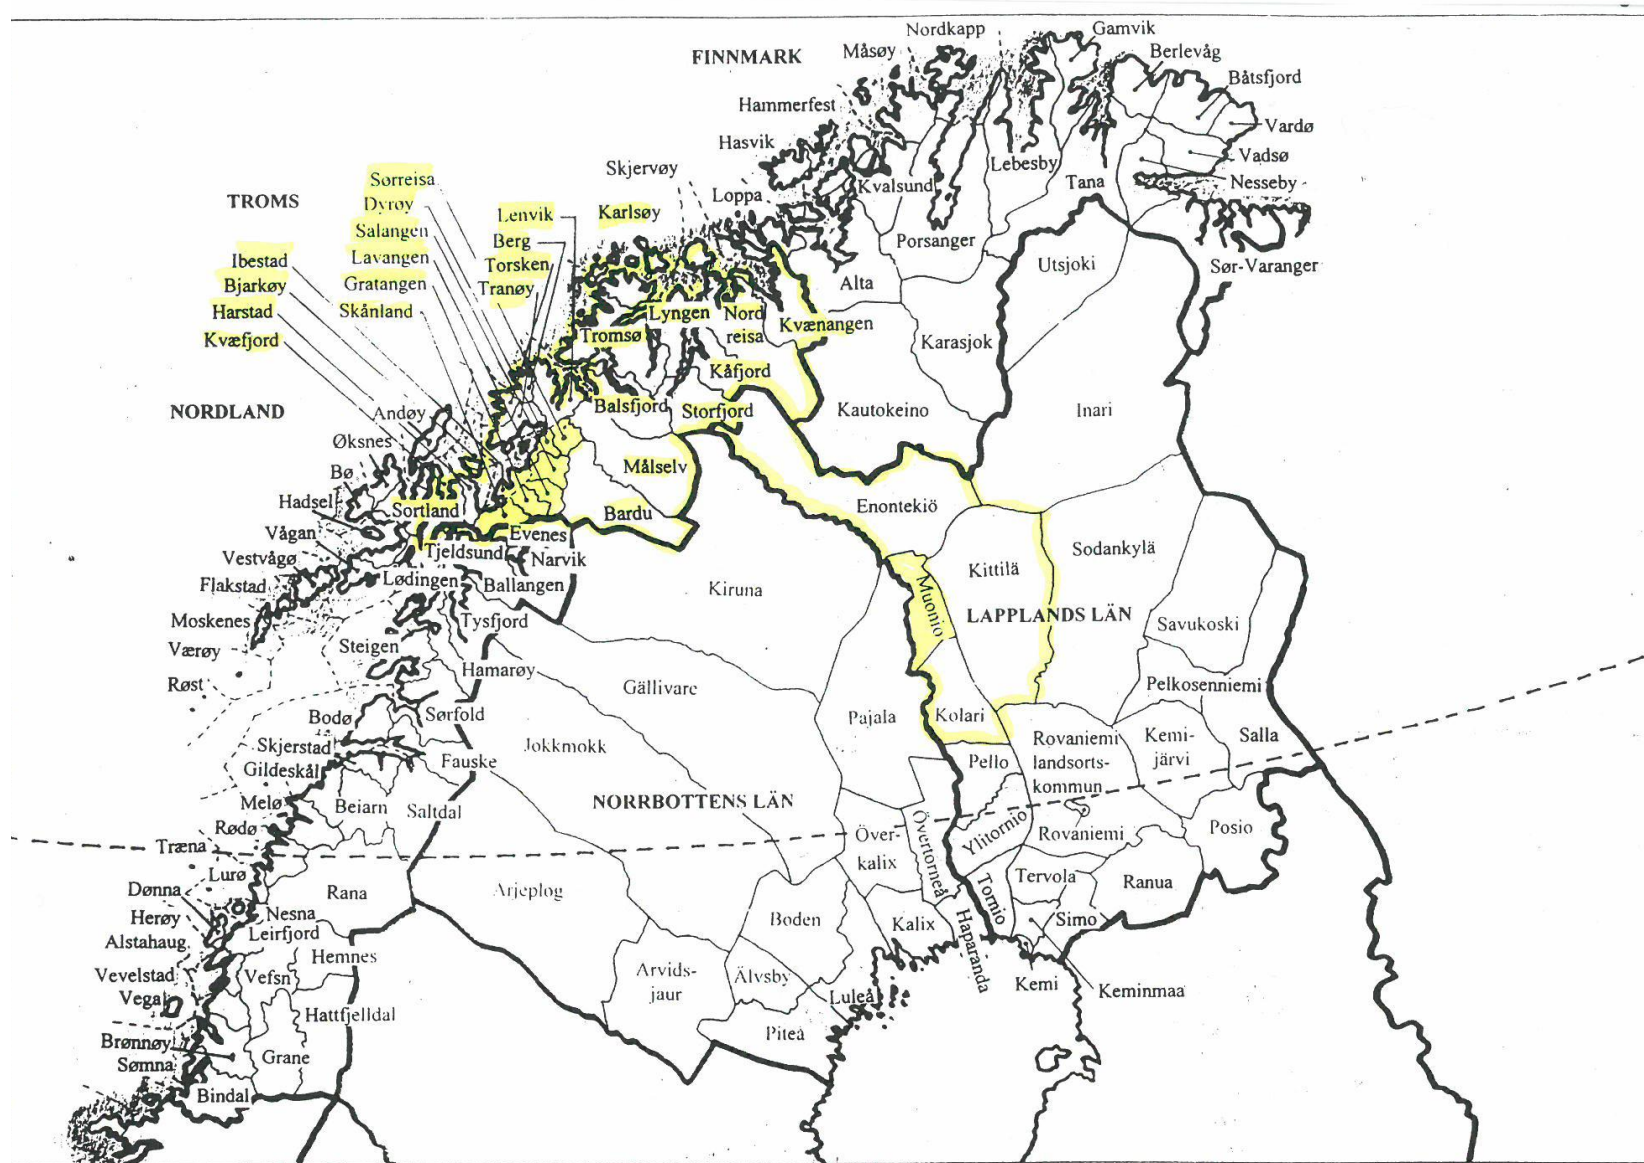 Nordkapp
Gamvik
FINNMARK
Måsøy
Berlevåg
Båtsfjord
Hammerfest
Vardø
Hasvik
Vadsø
Lebesby
Skjervøy
Kvalsund
Tana
Nesseby
Sørreisa
Loppa
TROMS
Dyrøy
Lenvik
Karlsøy
Salangen
Berg
Porsanger
Ibestad
Lavangen
Torsken
Utsjoki
Sør-Varanger
Bjarkøy
Gratangen
Tranøy
Alta
Harstad
Skånland
Lyngen
Nord
reisa
Kvænangen
Kvæfjord
Tromsø
Karasjok
Kåfjord
NORDLAND
Andøy
Balsfjord
Storfjord
Kautokeino
Inari
Øksnes
Bø
Målselv
Hadsel
Sortland
Bardu
Enontekiö
Vågan
Evenes
Tjeldsund
Narvik
Sodankylä
Vestvågø
Kittilä
Flakstad
Lødingen
Ballangen
Kiruna
Muonio
Moskenes
Tysfjord
LAPPLANDS LÄN
Savukoski
Værøy
Steigen
Hamarøy
Røst
Gällivare
Pelkosenniemi
Bodø
Sørfold
Pajala
Kolari
Skjerstad
Jokkmokk
Rovaniemi
landsorts-
kommun
Kemi-
järvi
Salla
Gildeskål
Fauske
Pello
Melø
Beiarn
Saltdal
NORRBOTTENS LÄN
Rødø
Över-
kalix
Övertorneå
Ylitornio
Rovaniemi
Posio
Træna
Lurø
Dønna
Rana
Arjeplog
Tornio
Tervola
Ranua
Herøy
Nesna
Boden
Kalix
Haparanda
Simo
Alstahaug
Leirfjord
Hemnes
Vevelstad
Vefsn
Arvids-
jaur
Älvsby
Kemi
Keminmaa
Vega
Hattfjelldal
Luleå
Brønnøy
Grane
Piteå
Sømna
Bindal